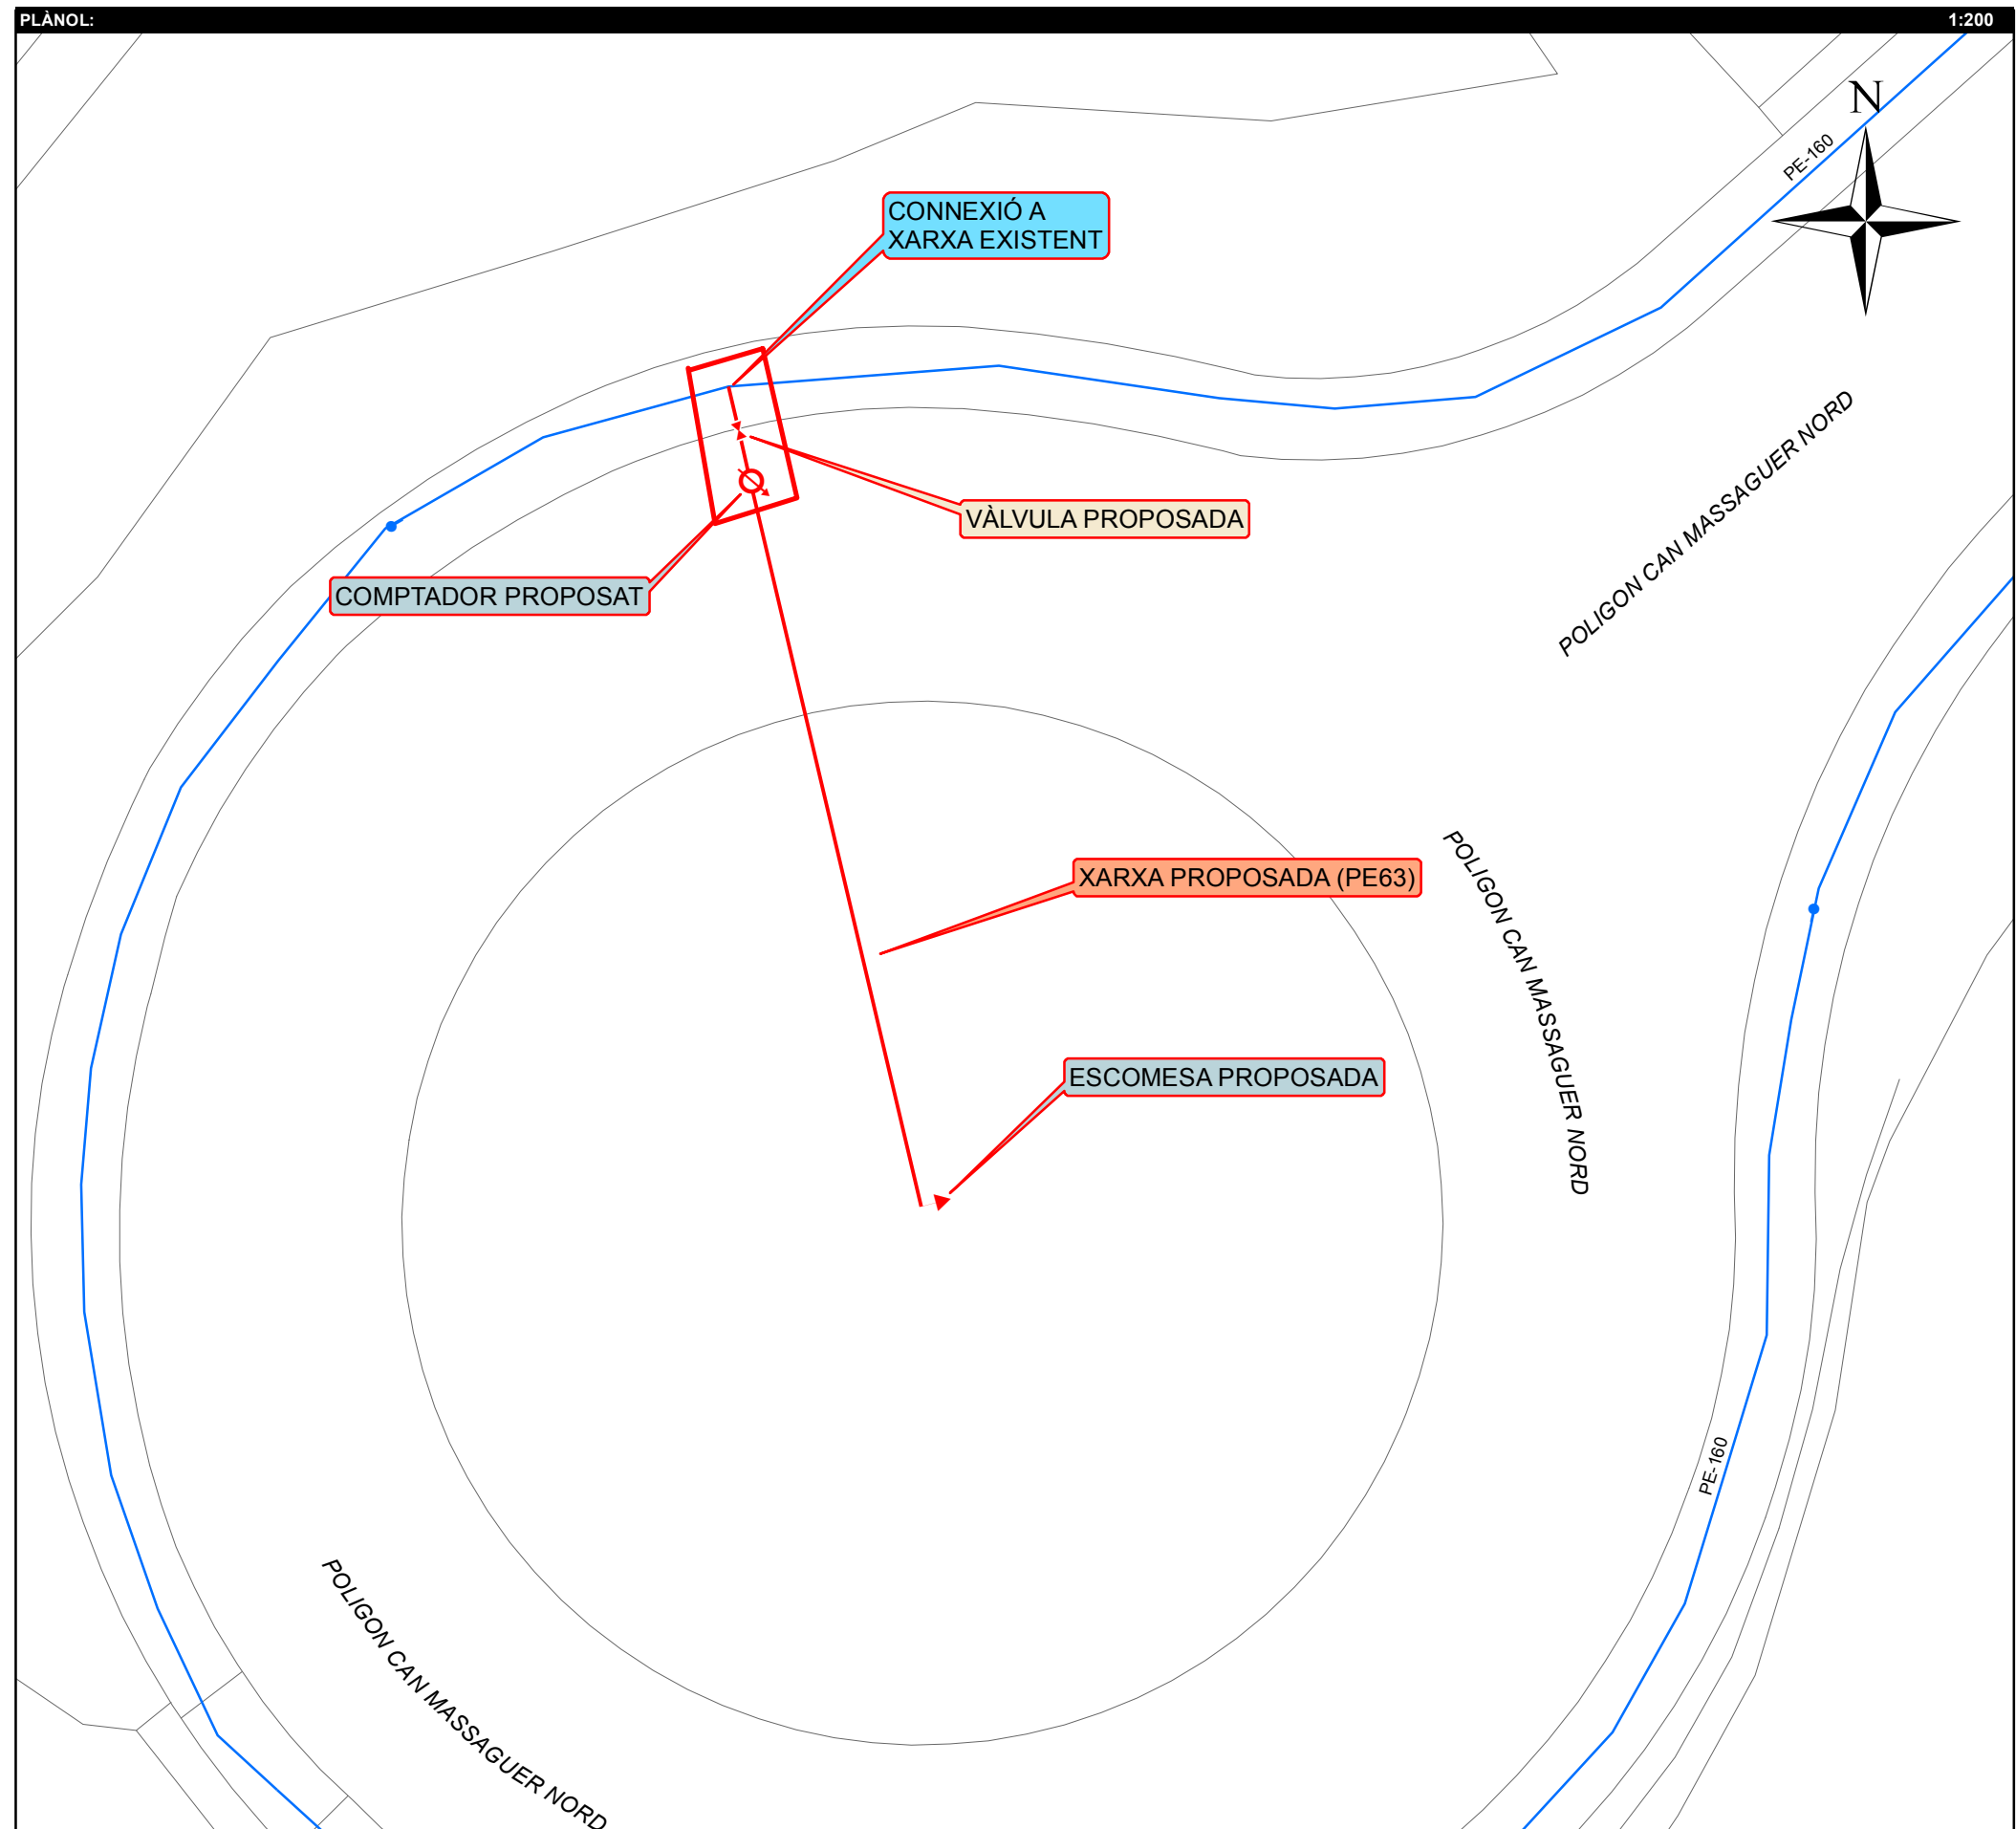 PLÀNOL:
1:200
N
PE-160
CONNEXIÓ A
XARXA EXISTENT
VÀLVULA PROPOSADA
POLIGON CAN MASSAGUER NORD
COMPTADOR PROPOSAT
XARXA PROPOSADA (PE63)
POLIGON CAN MASSAGUER NORD
ESCOMESA PROPOSADA
PE-160
POLIGON CAN MASSAGUER NORD